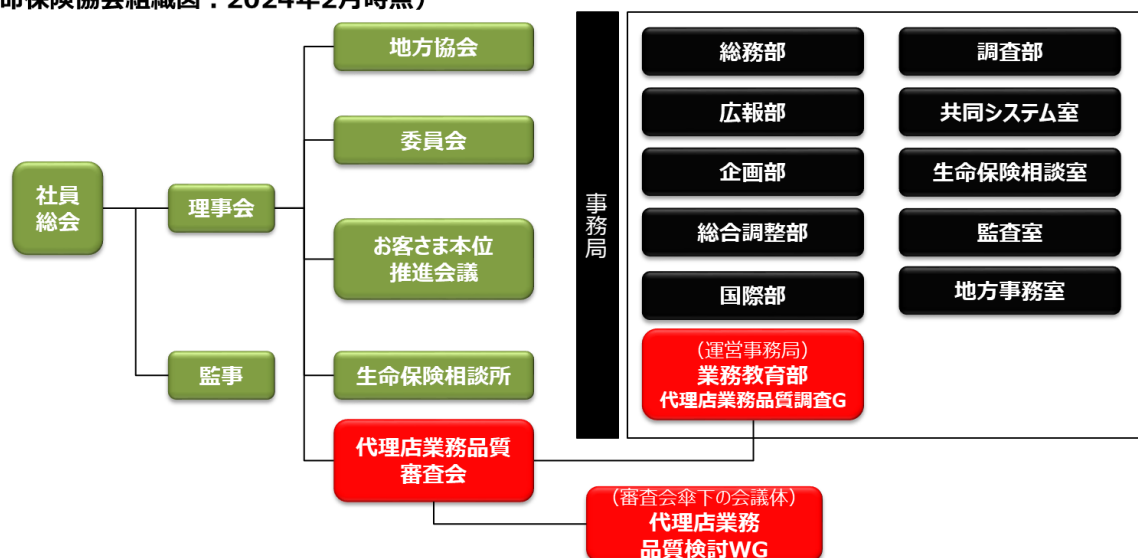 命保険協会組織図：2024年2月時点）
社員
総会
理事会
監事
地方協会
委員会
お客さま本位
推進会議
生命保険相談所
代理店業務品質
審査会
（審査会傘下の会議体）
代理店業務
品質検討WG
事務局
総務部
広報部
企画部
総合調整部
国際部
（運営事務局）
業務教育部
代理店業務品質調査G
調査部
共同システム室
生命保険相談室
監査室
地方事務室